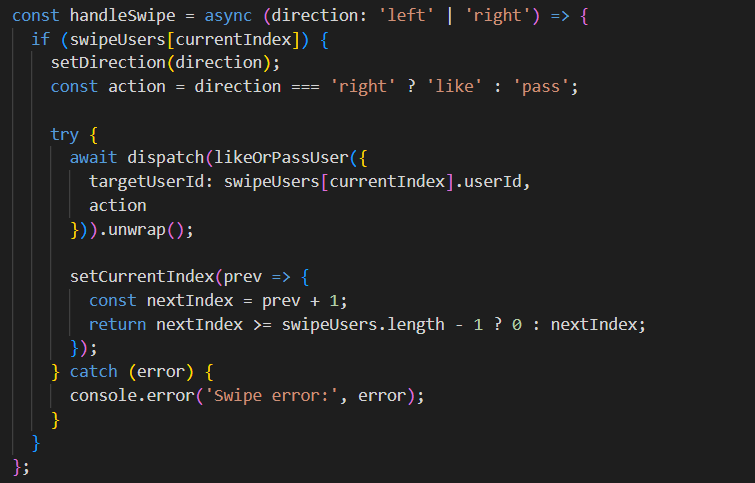 const handleSwipe = async (direction: 'left' | 'right') => {
  if (swipeUsers[currentIndex]) {
    setDirection(direction);
    const action = direction === 'right' ? 'like' : 'pass';

    try {
      await dispatch(likeOrPassUser({
        targetUserId: swipeUsers[currentIndex].userId,
        action
      })).unwrap();

      setCurrentIndex(prev => {
        const nextIndex = prev + 1;
        return nextIndex >= swipeUsers.length - 1 ? 0 : nextIndex;
      });
    } catch (error) {
      console.error('Swipe error:', error);
    }
  }
};